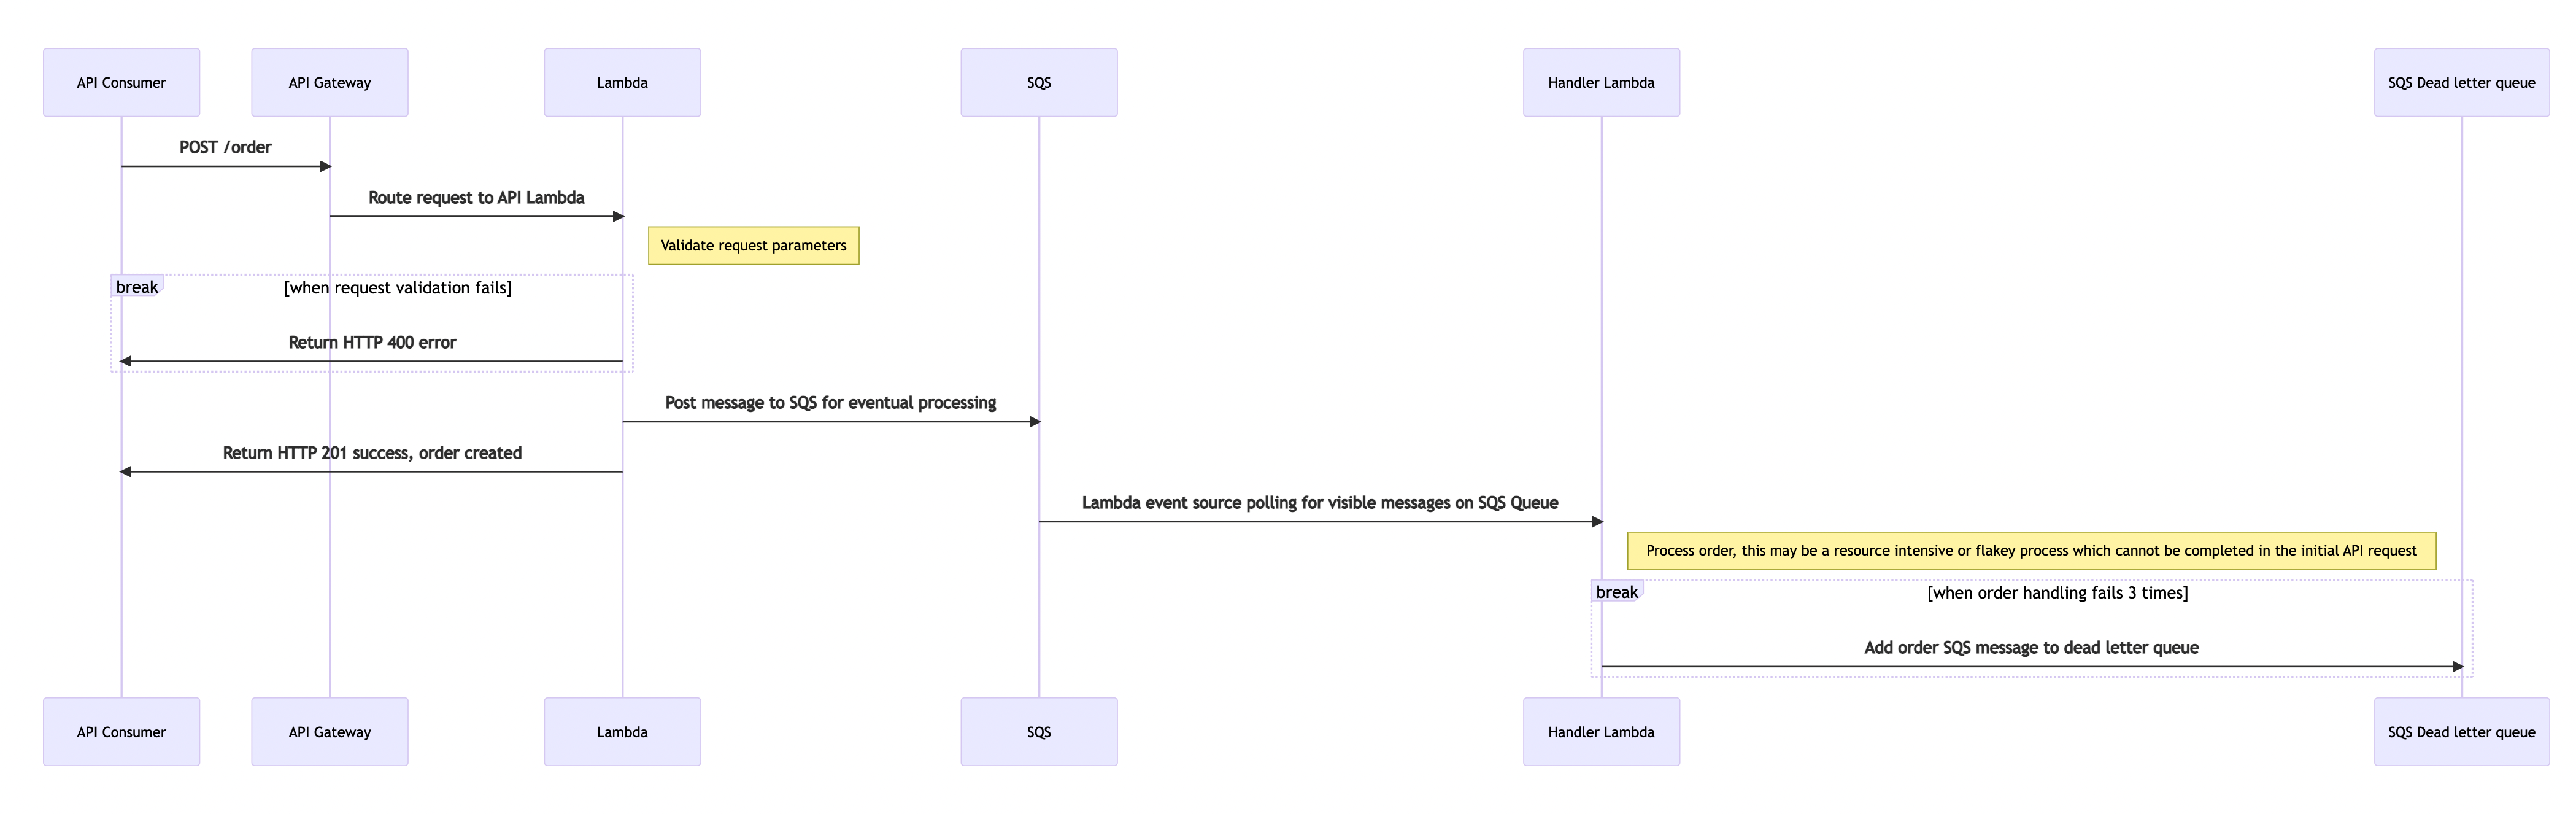 API Consumer
API Gateway
Lambda
SQS
Handler Lambda
SQS Dead letter queue
POST /order
Route request to API Lambda
Validate request parameters
break
[when request validation fails]
Return HTTP 400 error
Post message to SQS for eventual processing
Return HTTP 201 success, order created
Lambda event source polling for visible messages on SQS Queue
Process order, this may be a resource intensive or flakey process which cannot be completed in the initial API request
break
[when order handling fails 3 times]
Add order SQS message to dead letter queue
API Consumer
API Gateway
Lambda
SQS
Handler Lambda
SQS Dead letter queue